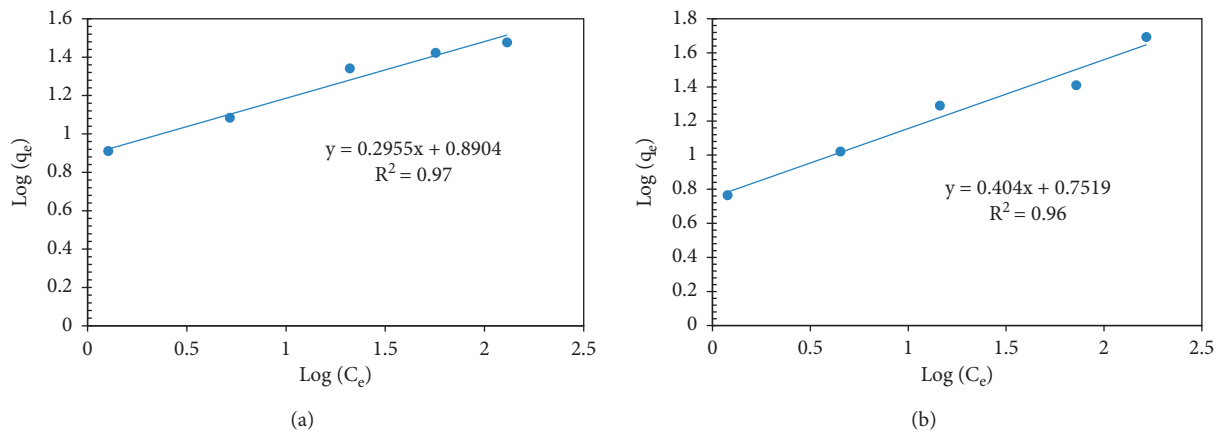 1.6
1.4
1.2
1
0.8
0.6
0.4
0.2
0
Log (qe)
y = 0.2955x + 0.8904
R2 = 0.97
0 0.5 1 1.5 2 2.5
Log (Ce)
(a)
1.8
1.6
1.4
1.2
1
0.8
0.6
0.4
0.2
0
Log (qe)
y = 0.404x + 0.7519
R2 = 0.96
0 0.5 1 1.5 2 2.5
Log (Ce)
(b)